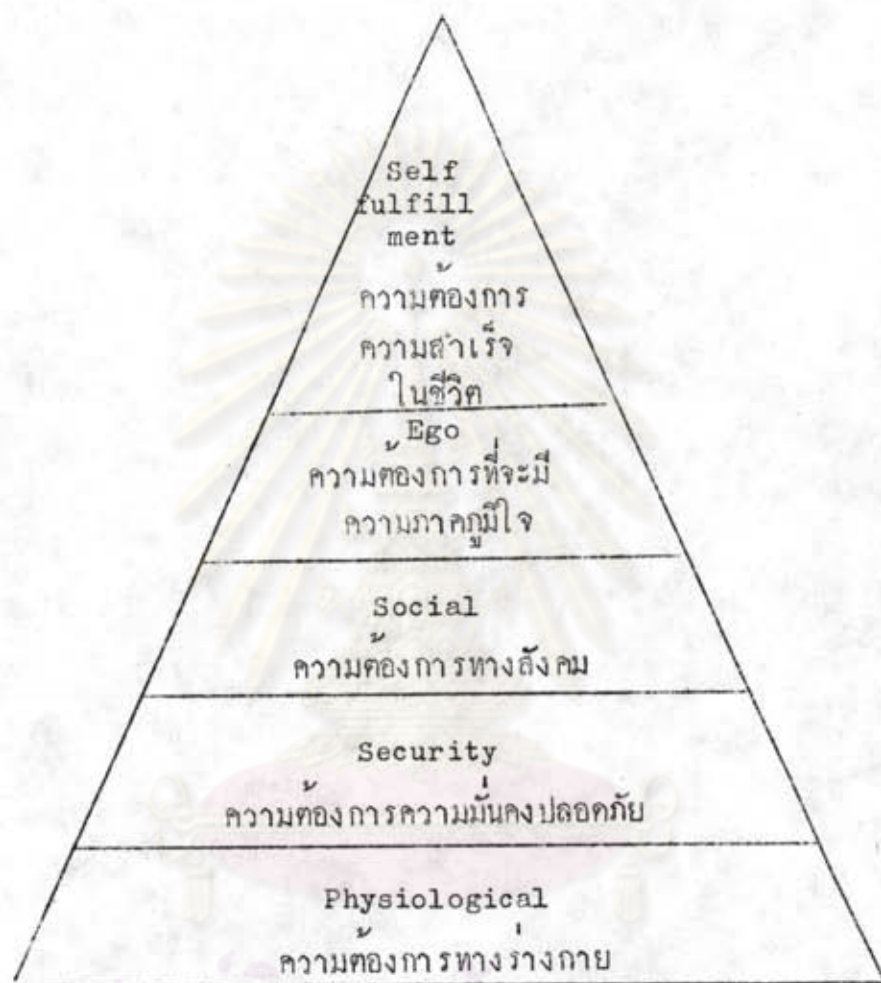 Self
fulfill
ment
ความต้องการ
ความสำเร็จ
ในชีวิต
Ego
ความต้องการที่จะมี
ความภาคภูมิใจ
Social
ความต้องการทางสังคม
Security
ความต้องการความมั่นคงปลอดภัย
Physiological
ความต้องการทางร่างกาย